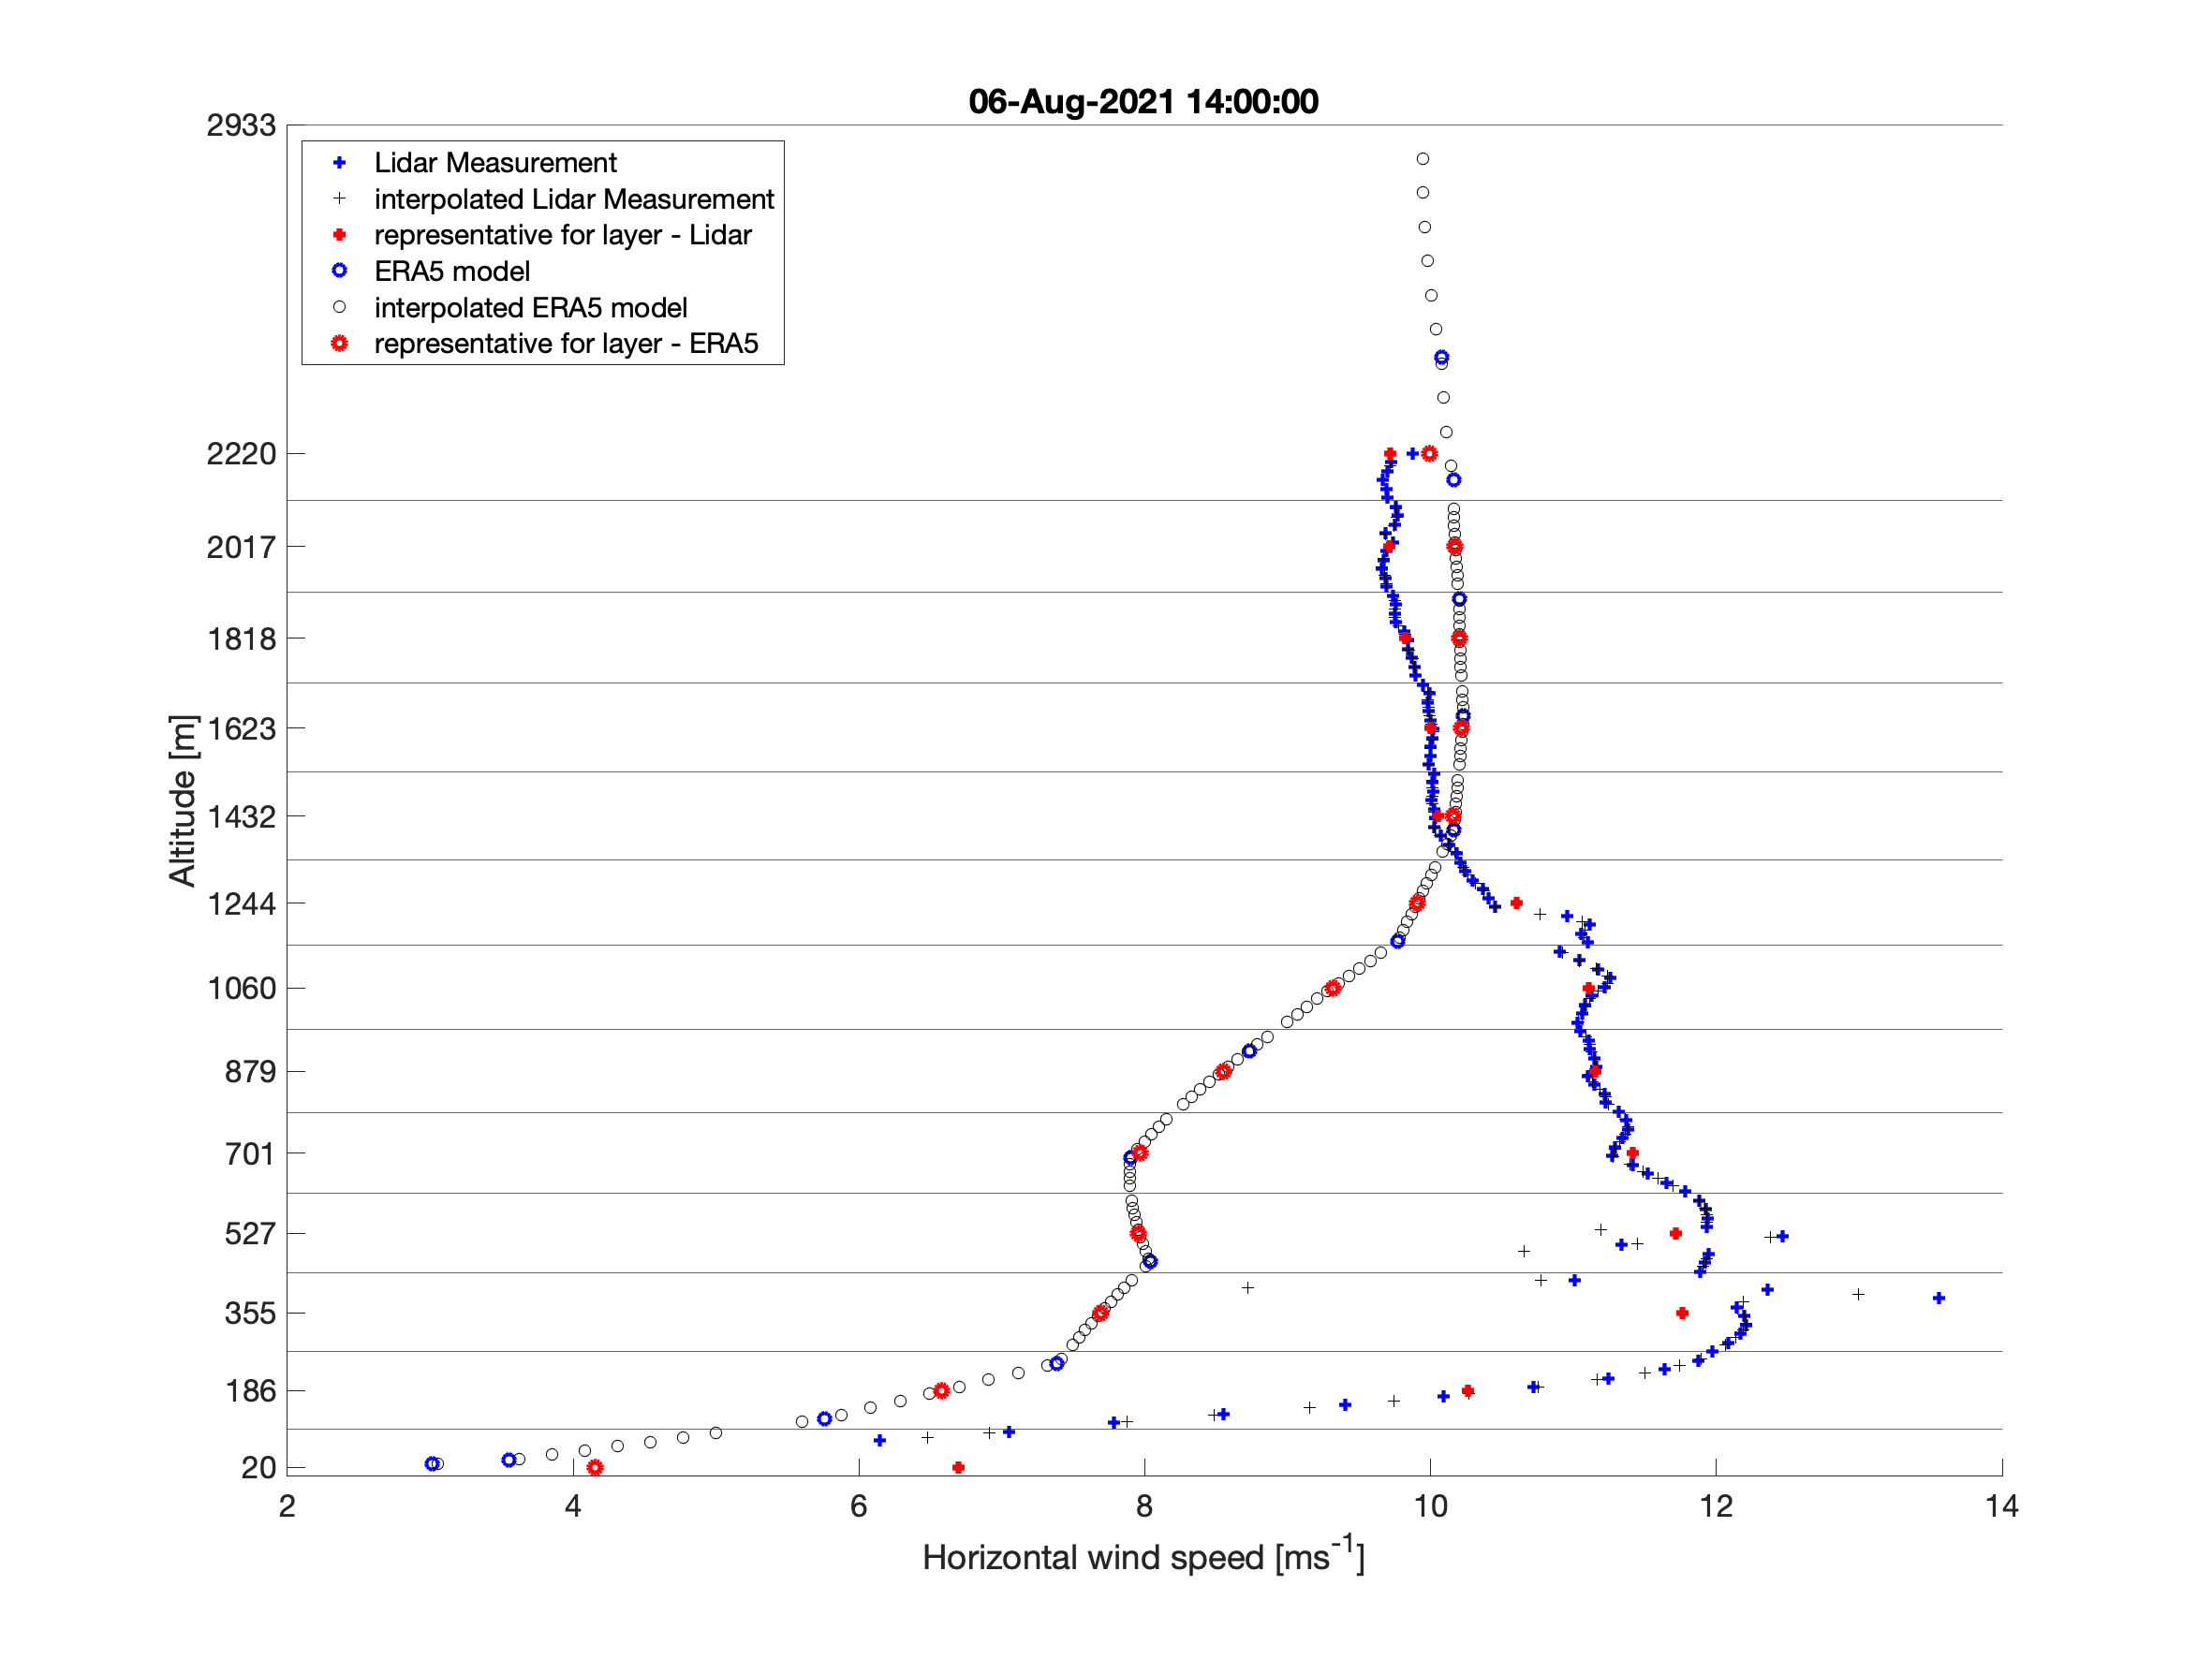 06-Aug-2021 14:00:00
2933
Lidar Measurement
interpolated Lidar Measurement
representative for layer - Lidar
ERA5 model
interpolated ERA5 model
representative for layer - ERA5
2220
2017
1818
1623
1432
1244
1060
879
701
527
355
186
20
Altitude [m]
2 4 6 8 10 12 14
Horizontal wind speed [ms⁻¹]